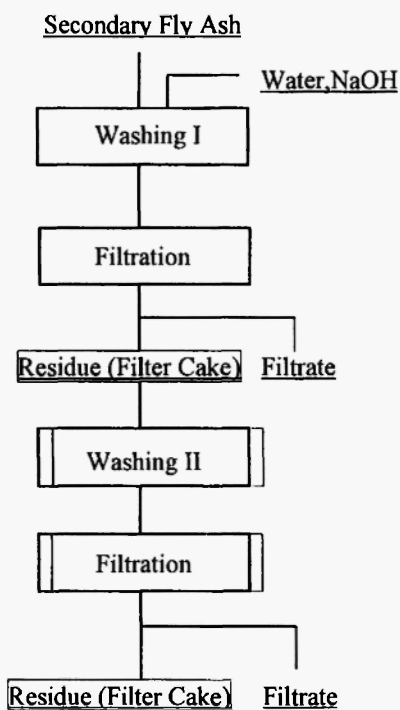 Secondary Fly Ash
Water,NaOH
Washing I
Filtration
Residue (Filter Cake) Filtrate
Washing II
Filtration
Residue (Filter Cake) Filtrate